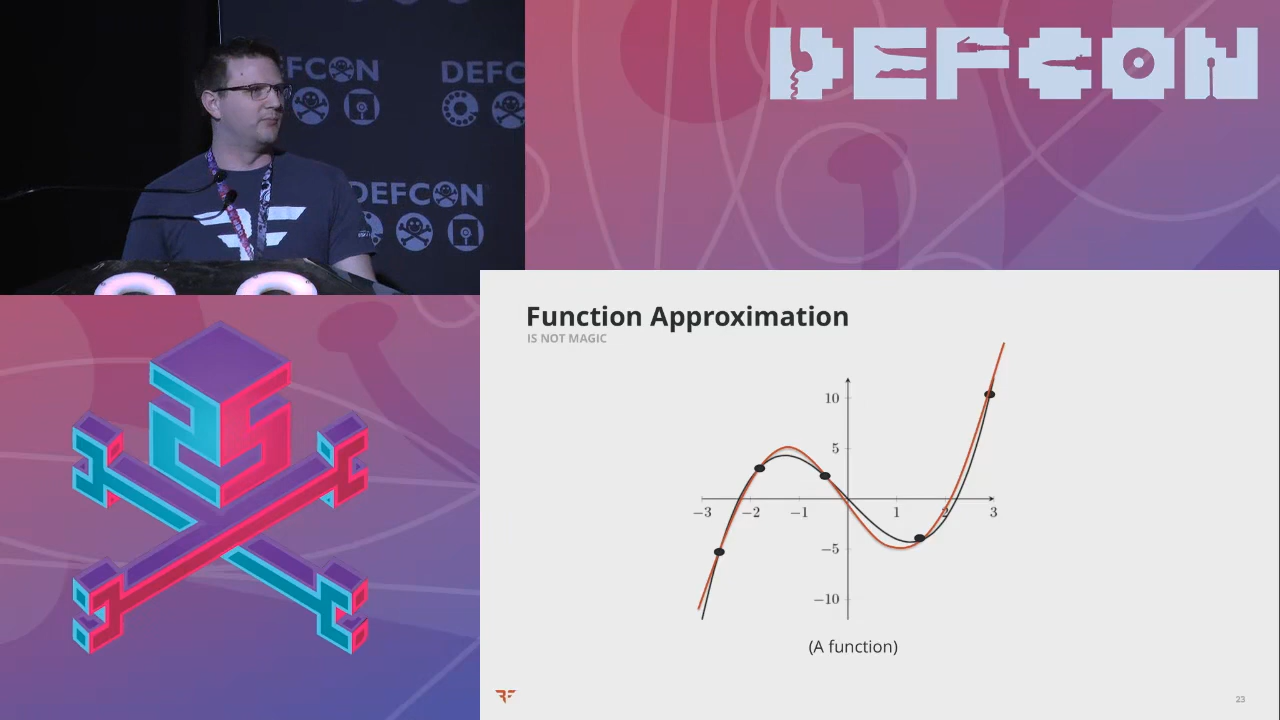 DEFCON
DEFCON
DEFC
DEFCON
Function Approximation
IS NOT MAGIC
10
5
−3
−2
−1
1
2
3
−5
−10
(A function)
23